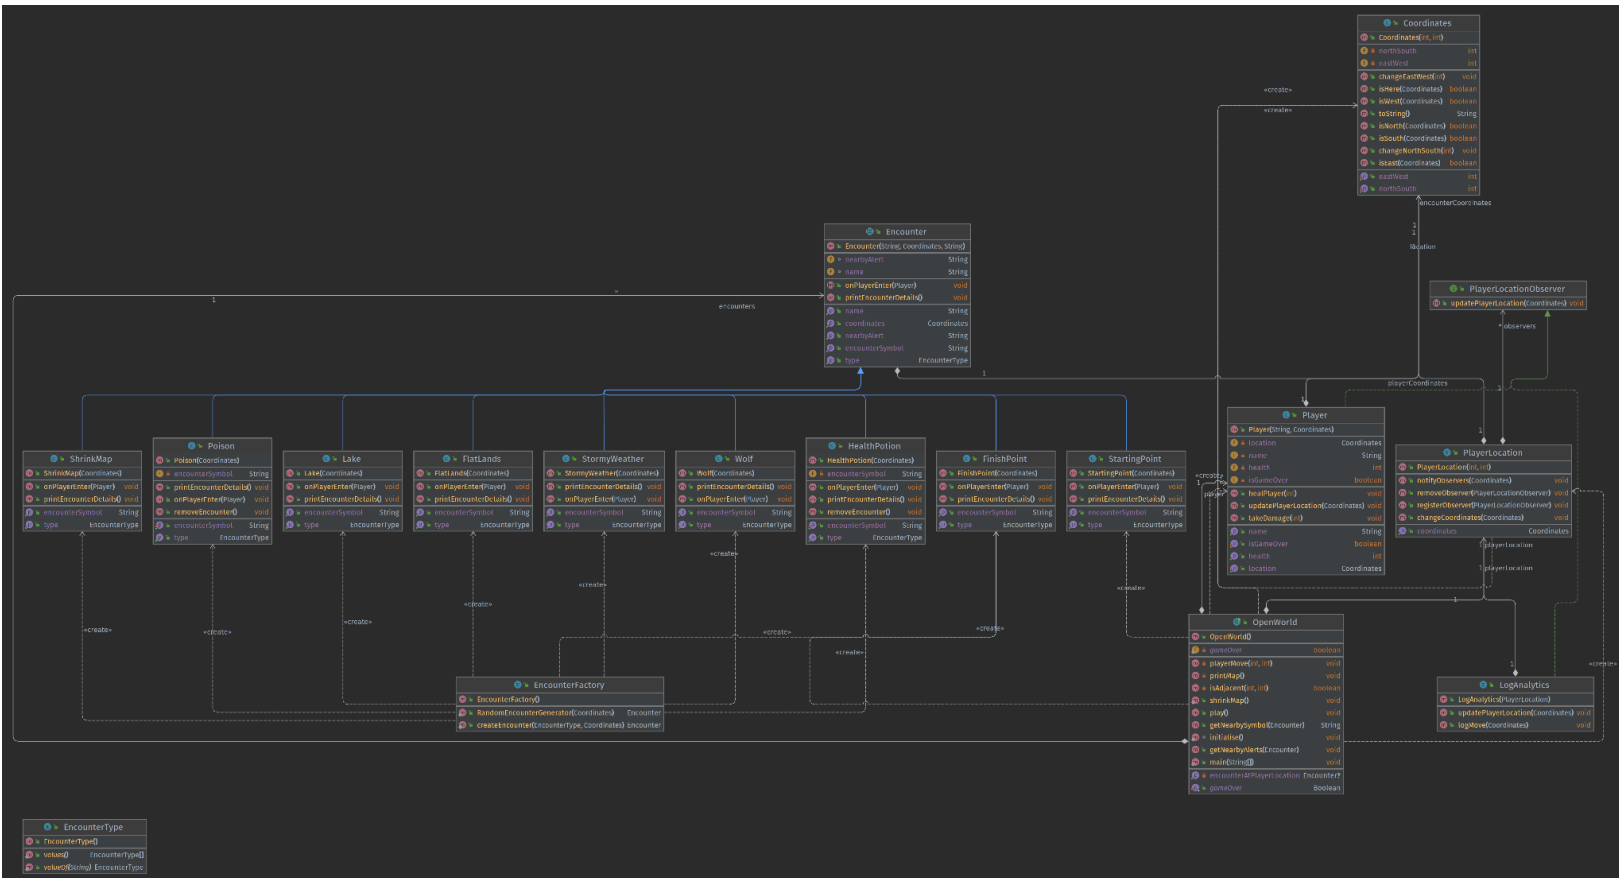 Coordinates
Coordinates(int, int)
northSouth int
eastWest int
changeEastWest(int) void
isHere(Coordinates) boolean
isWest(Coordinates) boolean
toString() String
isNorth(Coordinates) boolean
isSouth(Coordinates) boolean
changeNorthSouth(int) void
isEast(Coordinates) boolean
eastWest int
northSouth int
«create»
«create»
encounterCoordinates
1
1
location
Encounter
Encounter(String, Coordinates, String)
nearbyAlert String
name String
onPlayerEnter(Player) void
printEncounterDetails() void
name String
coordinates Coordinates
nearbyAlert String
encounterSymbol String
type EncounterType
1
*
encounters
1
PlayerLocationObserver
updatePlayerLocation(Coordinates) void
* observers
playerCoordinates
1
1
1
ShrinkMap
ShrinkMap(Coordinates)
onPlayerEnter(Player) void
printEncounterDetails() void
encounterSymbol String
type EncounterType
Poison
Poison(Coordinates)
encounterSymbol String
printEncounterDetails() void
onPlayerEnter(Player) void
removeEncounter() void
encounterSymbol String
type EncounterType
Lake
Lake(Coordinates)
onPlayerEnter(Player) void
printEncounterDetails() void
encounterSymbol String
type EncounterType
FlatLands
FlatLands(Coordinates)
onPlayerEnter(Player) void
printEncounterDetails() void
encounterSymbol String
type EncounterType
StormyWeather
StormyWeather(Coordinates)
printEncounterDetails() void
onPlayerEnter(Player) void
encounterSymbol String
type EncounterType
Wolf
Wolf(Coordinates)
printEncounterDetails() void
onPlayerEnter(Player) void
encounterSymbol String
type EncounterType
HealthPotion
HealthPotion(Coordinates)
encounterSymbol String
onPlayerEnter(Player) void
printEncounterDetails() void
removeEncounter() void
encounterSymbol String
type EncounterType
FinishPoint
FinishPoint(Coordinates)
onPlayerEnter(Player) void
printEncounterDetails() void
encounterSymbol String
type EncounterType
StartingPoint
StartingPoint(Coordinates)
onPlayerEnter(Player) void
printEncounterDetails() void
encounterSymbol String
type EncounterType
Player
Player(String, Coordinates)
location Coordinates
name String
health int
isGameOver boolean
healPlayer(int) void
updatePlayerLocation(Coordinates) void
takeDamage(int) void
name String
isGameOver boolean
health int
location Coordinates
PlayerLocation
PlayerLocation(int, int)
notifyObservers(Coordinates) void
removeObserver(PlayerLocationObserver) void
registerObserver(PlayerLocationObserver) void
changeCoordinates(Coordinates) void
coordinates Coordinates
«create»
1
player
1 playerLocation
1 playerLocation
1
1
«create»
«create»
«create»
«create»
«create»
«create»
«create»
«create»
«create»
«create»
«create»
EncounterFactory
EncounterFactory()
RandomEncounterGenerator(Coordinates) Encounter
createEncounter(EncounterType, Coordinates) Encounter
OpenWorld
OpenWorld()
gameOver boolean
playerMove(int, int) void
printMap() void
isAdjacent(int, int) boolean
shrinkMap() void
play() void
getNearbySymbol(Encounter) String
initialise() void
getNearbyAlerts(Encounter) void
main(String[]) void
encounterAtPlayerLocation Encounter?
gameOver Boolean
LogAnalytics
LogAnalytics(PlayerLocation)
updatePlayerLocation(Coordinates) void
logMove(Coordinates) void
EncounterType
EncounterType()
values() EncounterType[]
valueOf(String) EncounterType